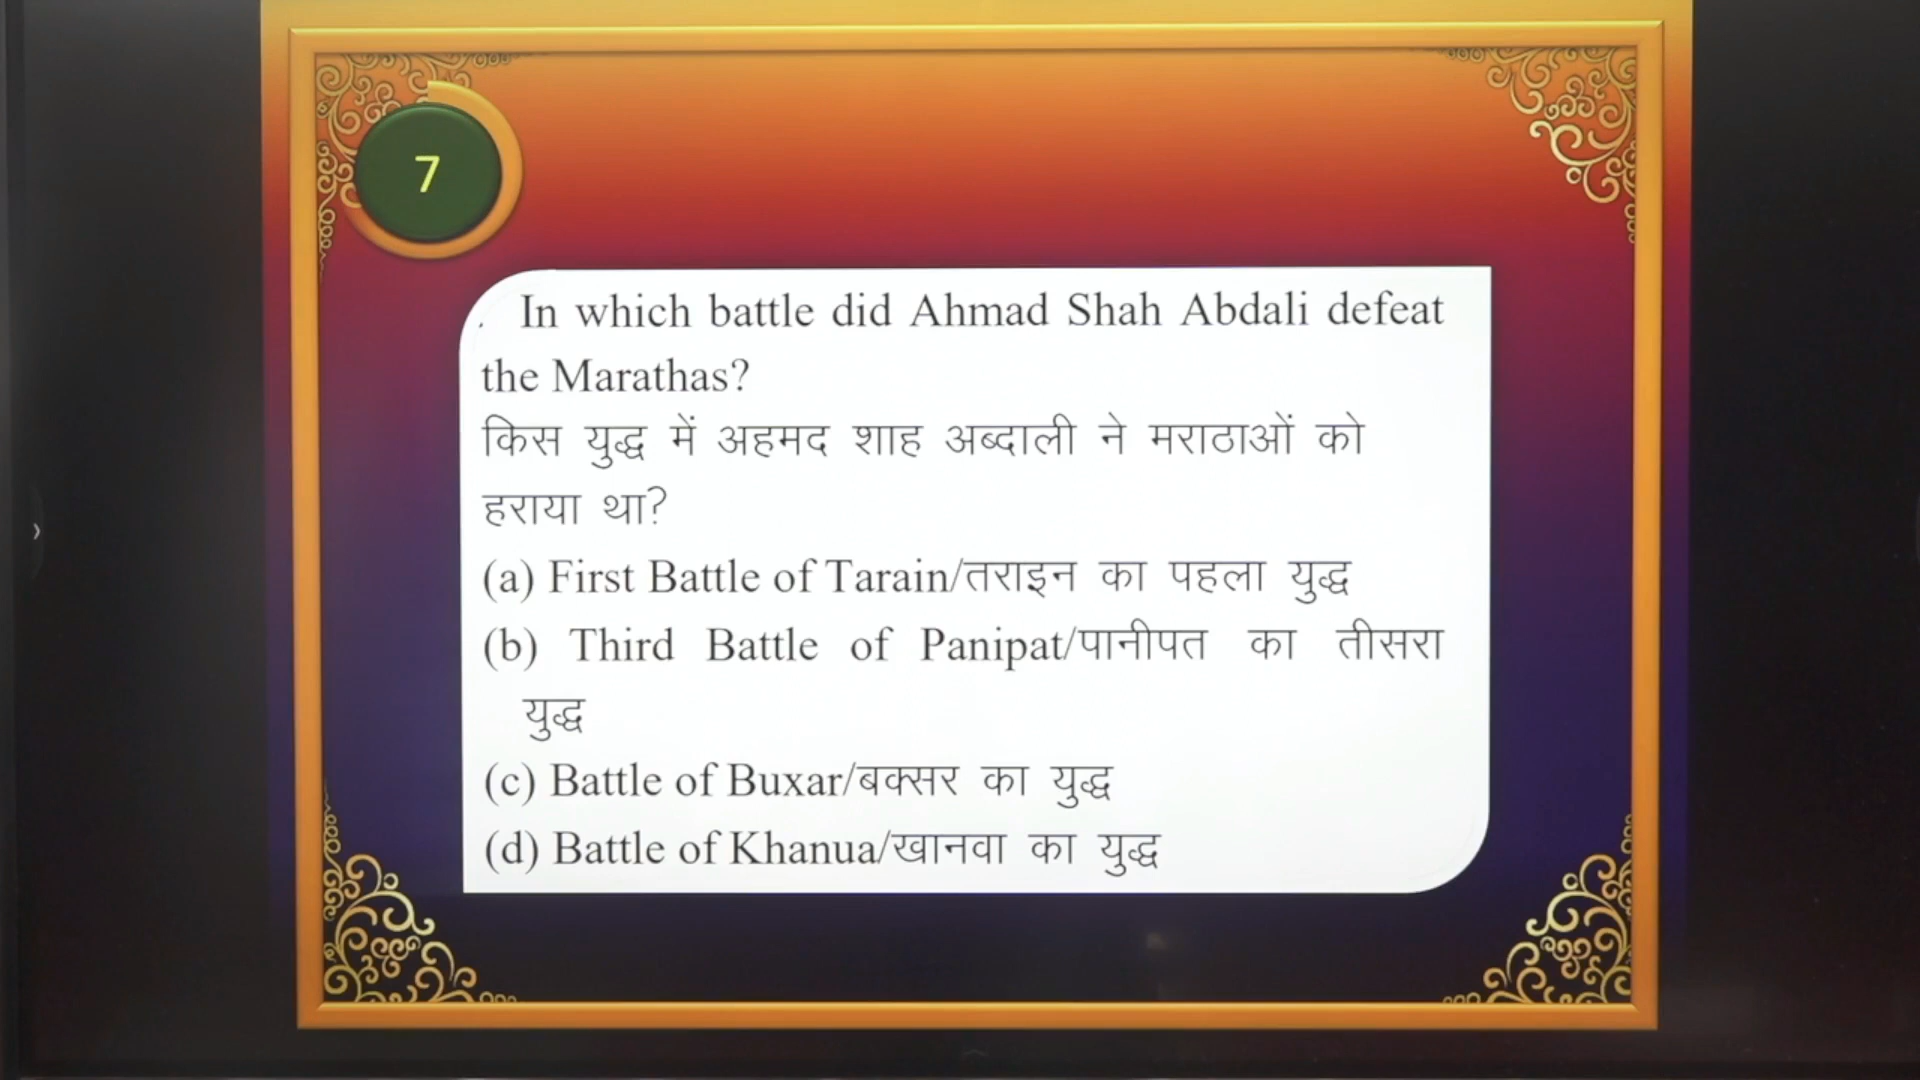 7
. In which battle did Ahmad Shah Abdali defeat
the Marathas?
किस युद्ध में अहमद शाह अब्दाली ने मराठाओं को
हराया था?
(a) First Battle of Tarain/तराइन का पहला युद्ध
(b) Third Battle of Panipat/पानीपत का तीसरा
युद्ध
(c) Battle of Buxar/बक्सर का युद्ध
(d) Battle of Khanua/खानवा का युद्ध